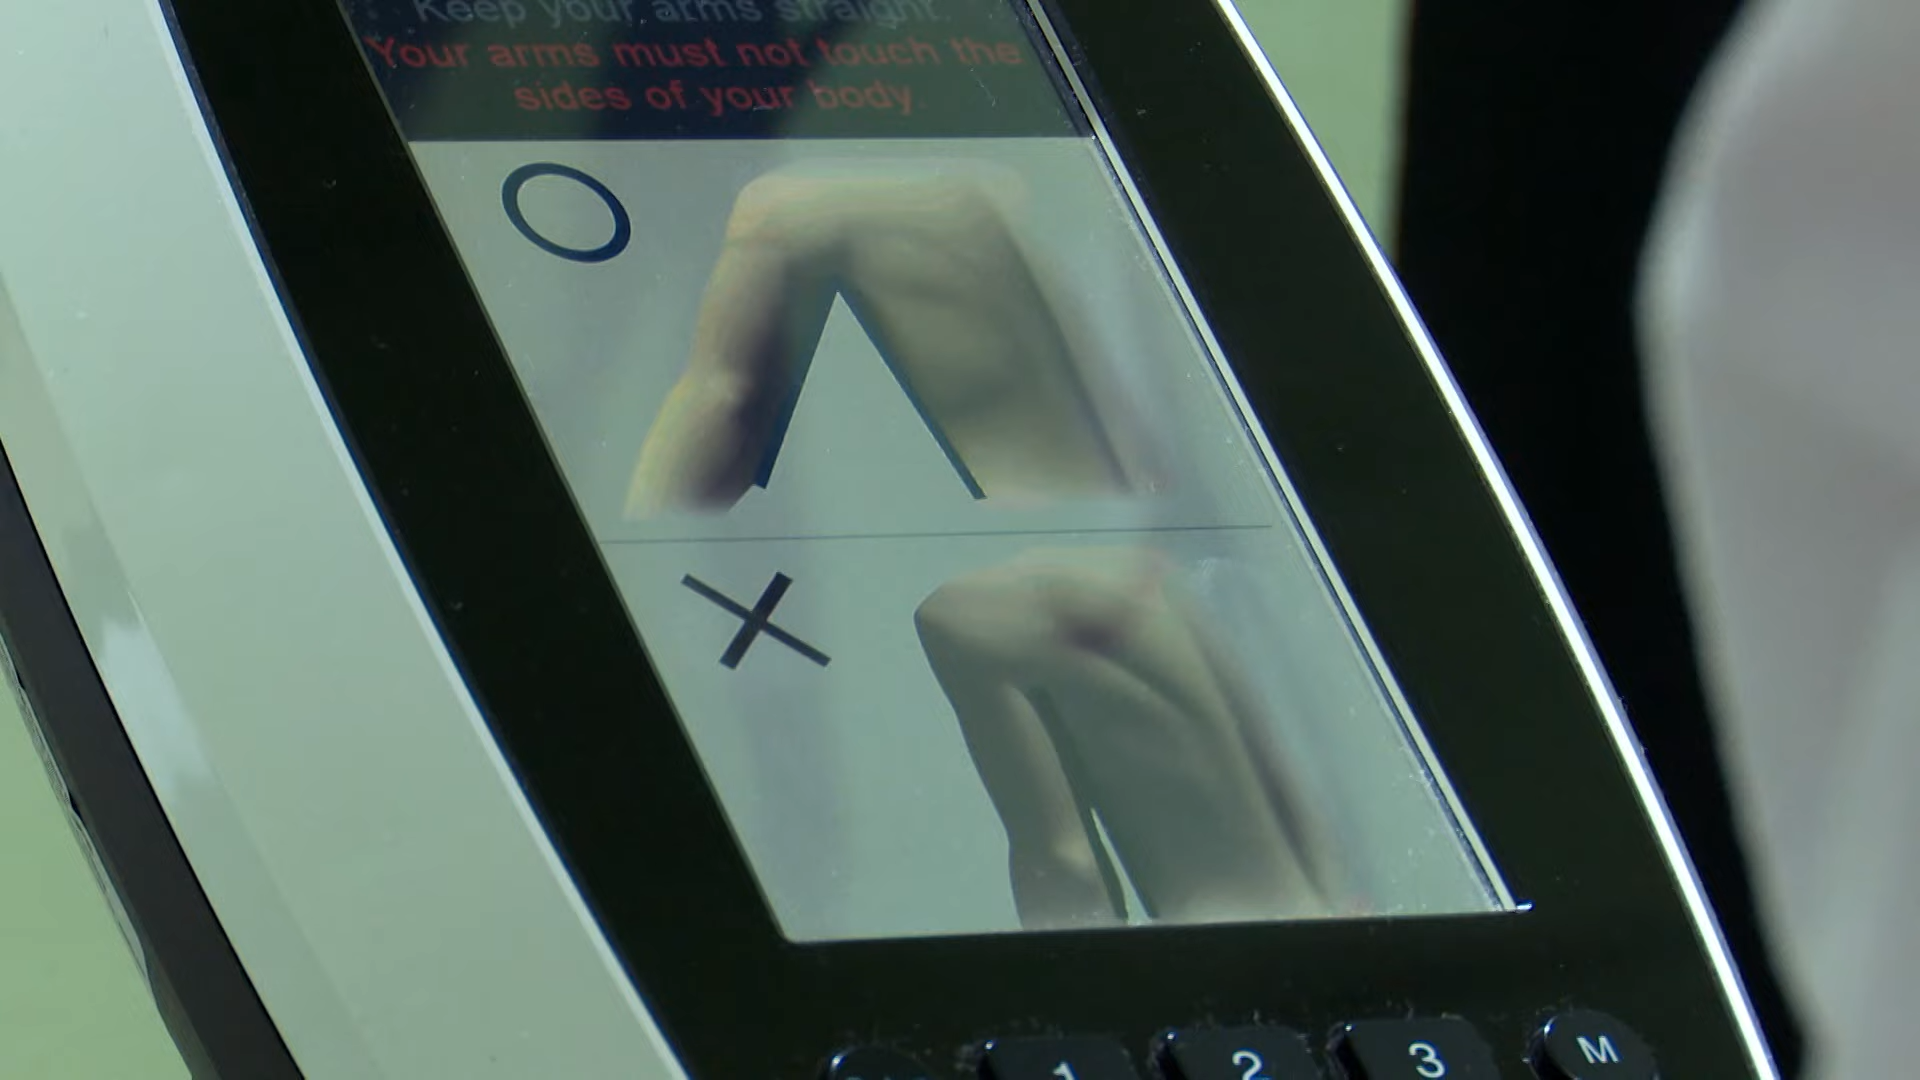 Keep your arms straight.
Your arms must not touch the
sides of your body.
1 2 3 M